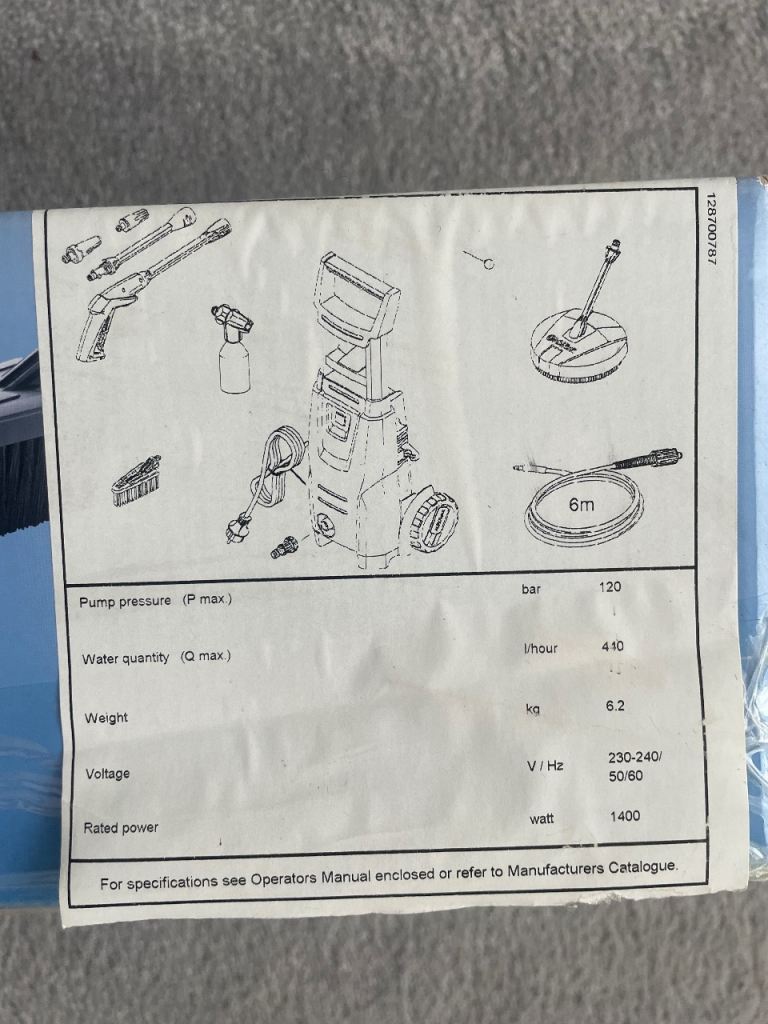 128700787
6m
Pump pressure (P max.) bar 120
Water quantity (Q max.) l/hour 440
Weight kg 6.2
Voltage V / Hz 230-240/
50/60
Rated power watt 1400
For specifications see Operators Manual enclosed or refer to Manufacturers Catalogue.